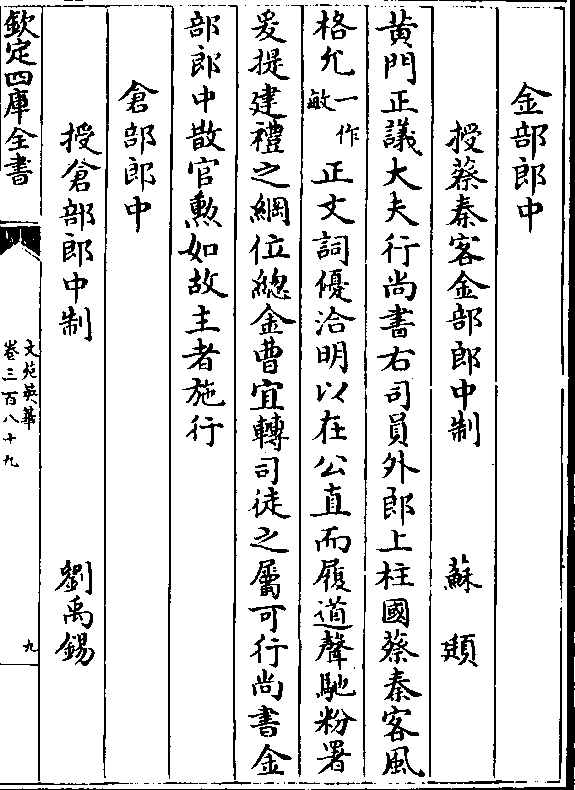 金部郎中
授蔡秦客金部郎中制 蘇頲
黄門正議大夫行尚書右司員外郎上柱國蔡秦客風
格允一作敏正文詞優洽明以在公直而履道聲馳粉署
爰提建禮之綱位總金曹宜轉司徒之屬可行尚書金
部郎中散官勲如故主者施行
倉部郎中
授倉部郎中制 劉禹錫
欽定四庫全書
文苑英華
卷三百八十九
九